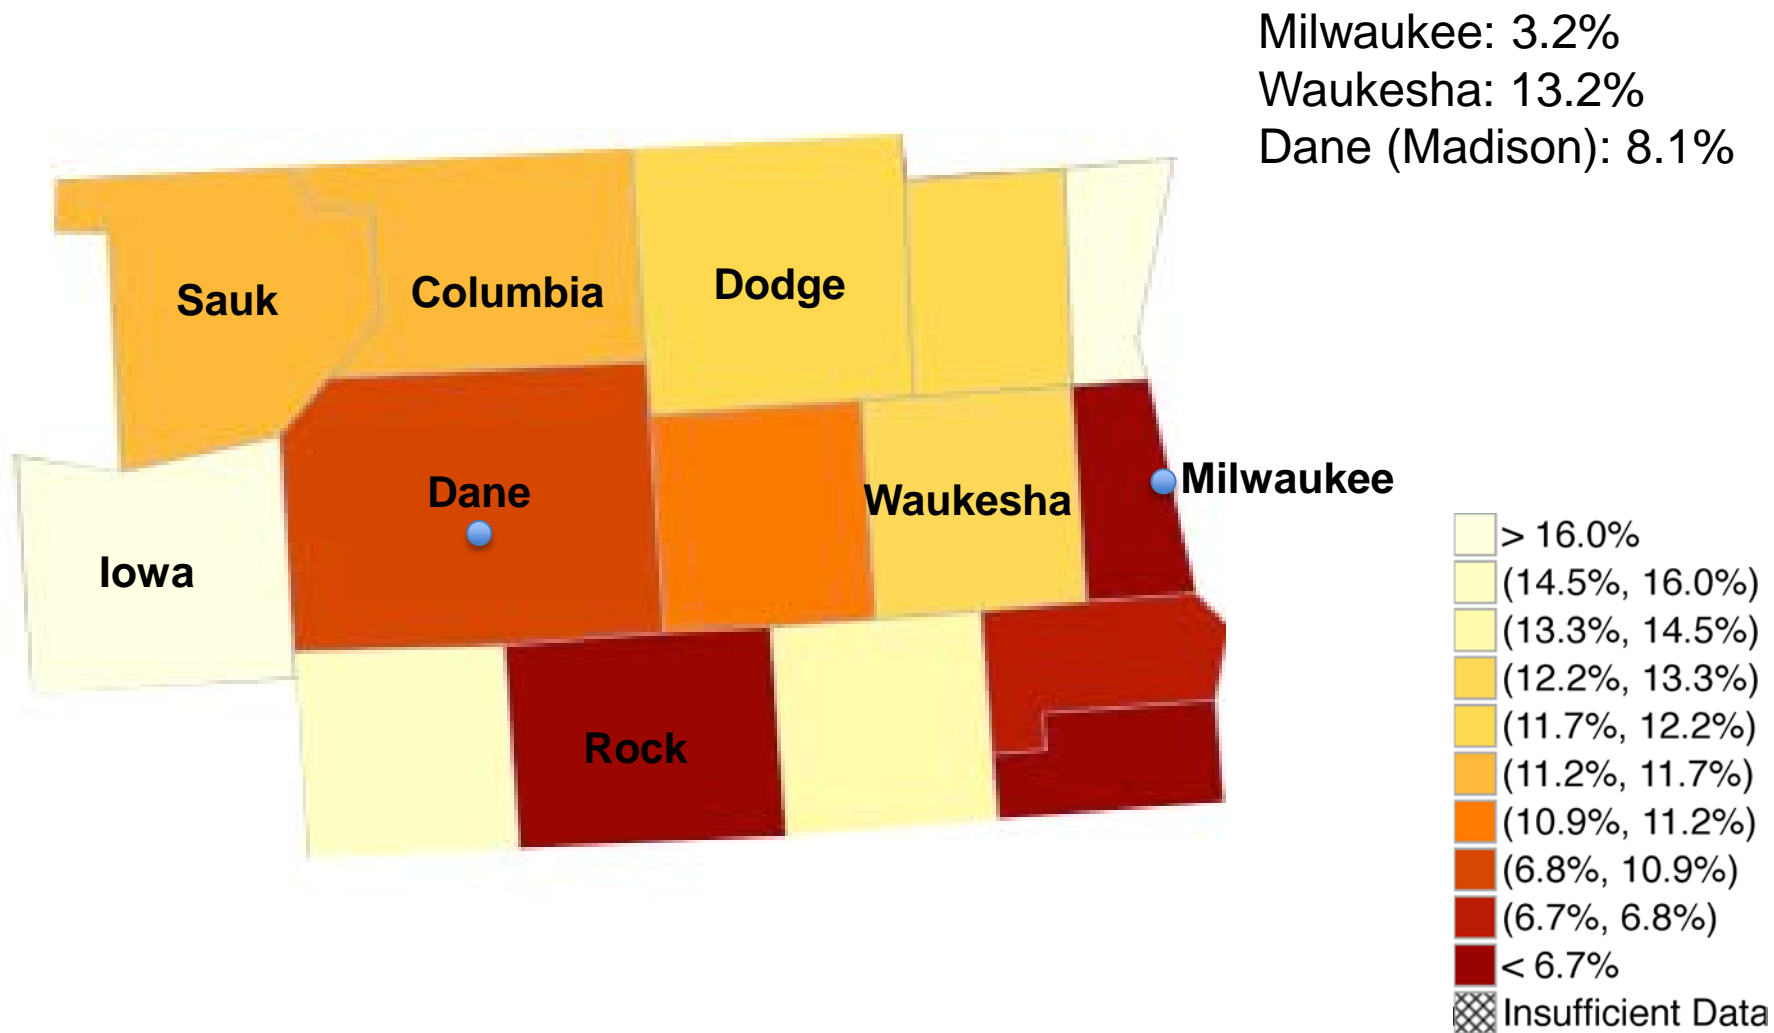 Milwaukee: 3.2%
Waukesha: 13.2%
Dane (Madison): 8.1%
Sauk
Columbia
Dodge
Dane
Waukesha
Milwaukee
Iowa
Rock
> 16.0%
(14.5%, 16.0%)
(13.3%, 14.5%)
(12.2%, 13.3%)
(11.7%, 12.2%)
(11.2%, 11.7%)
(10.9%, 11.2%)
(6.8%, 10.9%)
(6.7%, 6.8%)
< 6.7%
Insufficient Data